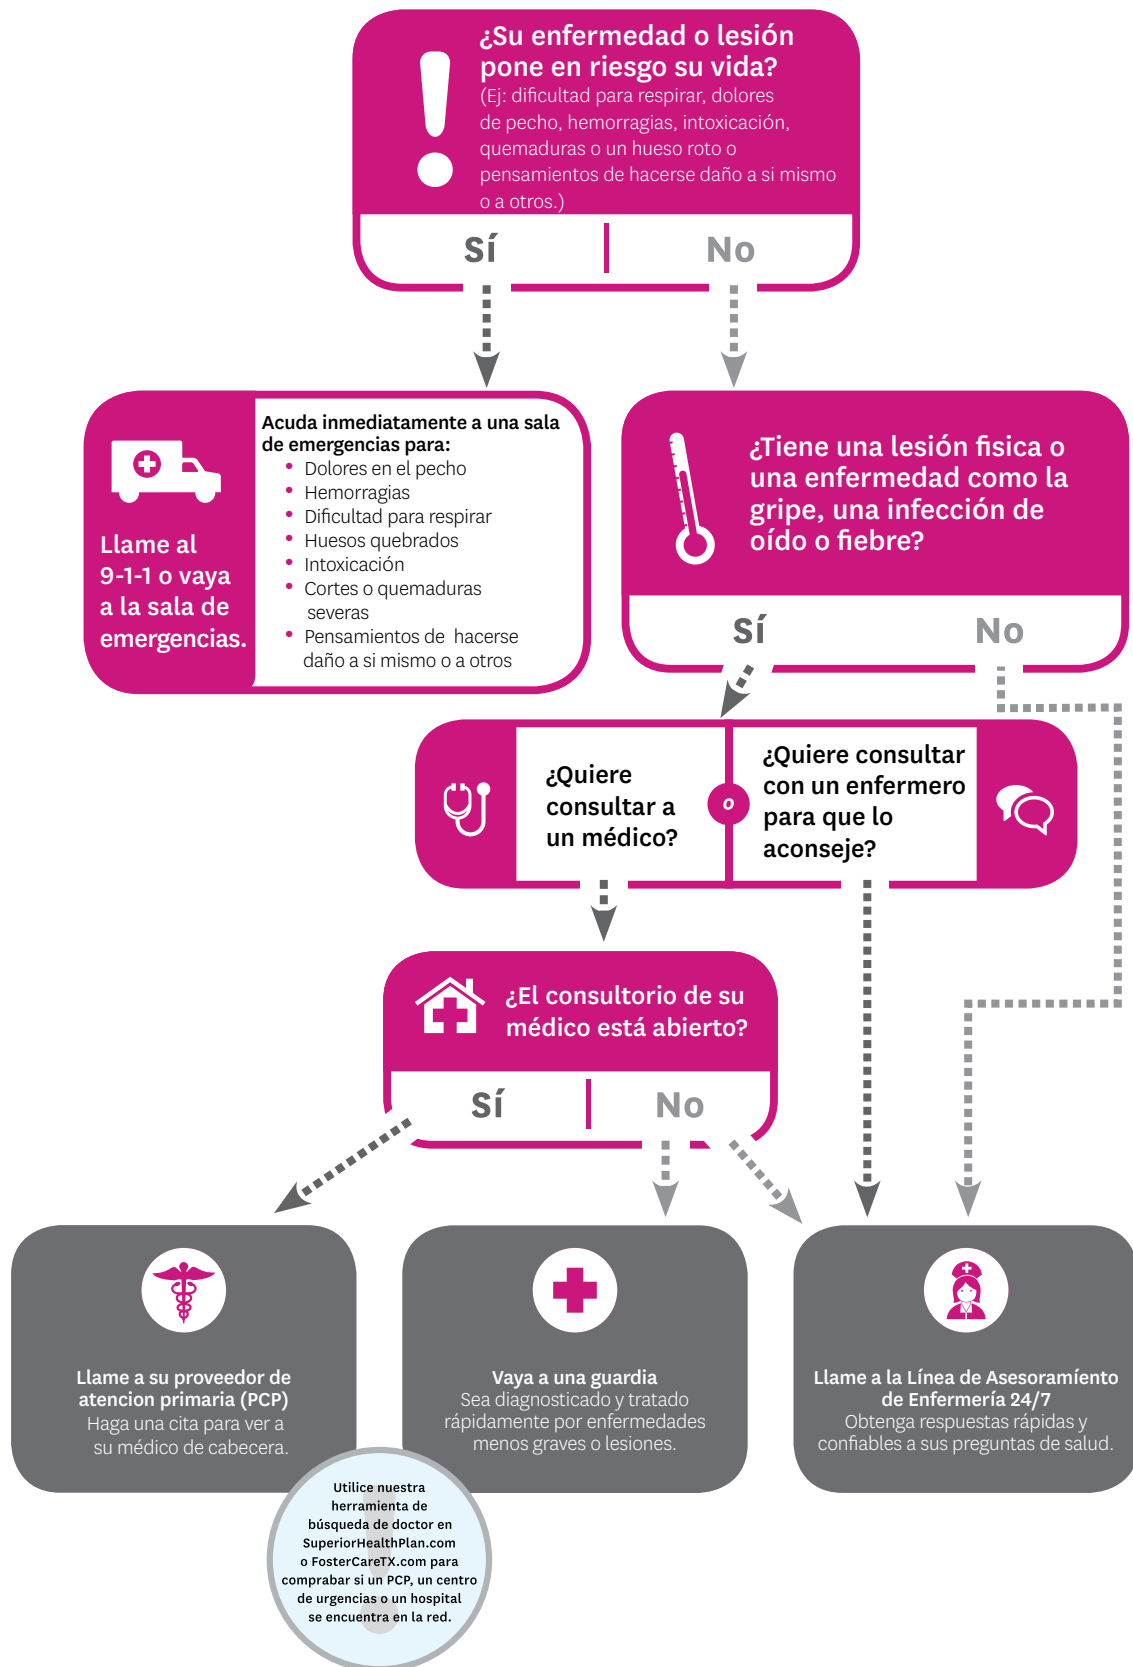 ¿Su enfermedad o lesión
pone en riesgo su vida?
(Ej: dificultad para respirar, dolores
de pecho, hemorragias, intoxicación,
quemaduras o un hueso roto o
pensamientos de hacerse daño a si mismo
o a otros.)
Sí
No
Llame al
9-1-1 o vaya
a la sala de
emergencias.
Acuda inmediatamente a una sala
de emergencias para:
• Dolores en el pecho
• Hemorragias
• Dificultad para respirar
• Huesos quebrados
• Intoxicación
• Cortes o quemaduras
severas
• Pensamientos de hacerse
daño a si mismo o a otros
¿Tiene una lesión fisica o
una enfermedad como la
gripe, una infección de
oído o fiebre?
Sí
No
¿Quiere
consultar a
un médico?
o
¿Quiere consultar
con un enfermero
para que lo
aconseje?
¿El consultorio de su
médico está abierto?
Sí
No
Llame a su proveedor de
atencion primaria (PCP)
Haga una cita para ver a
su médico de cabecera.
Vaya a una guardia
Sea diagnosticado y tratado
rápidamente por enfermedades
menos graves o lesiones.
Llame a la Línea de Asesoramíento
de Enfermería 24/7
Obtenga respuestas rápidas y
confiables a sus preguntas de salud.
Utilice nuestra
herramienta de
búsqueda de doctor en
SuperiorHealthPlan.com
o FosterCareTX.com para
comprabar si un PCP, un centro
de urgencias o un hospital
se encuentra en la red.